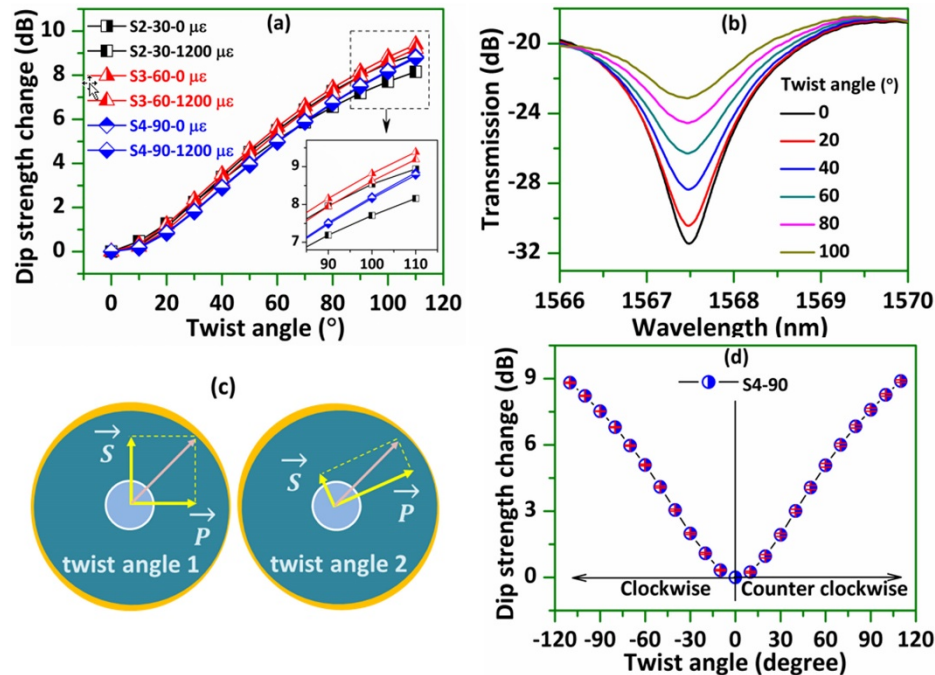 (a)
Dip strength change (dB)
10
8
6
4
2
0
S2-30-0 με
S2-30-1200 με
S3-60-0 με
S3-60-1200 με
S4-90-0 με
S4-90-1200 με
9
8
7
90 100 110
0 20 40 60 80 100 120
Twist angle (°)
(b)
Transmission (dB)
-20
-24
-28
-32
Twist angle (°)
0
20
40
60
80
100
1566 1567 1568 1569 1570
Wavelength (nm)
(c)
S
P
twist angle 1
S
P
twist angle 2
(d)
Dip strength change (dB)
9
6
3
0
S4-90
Clockwise Counter clockwise
-120 -90 -60 -30 0 30 60 90 120
Twist angle (degree)